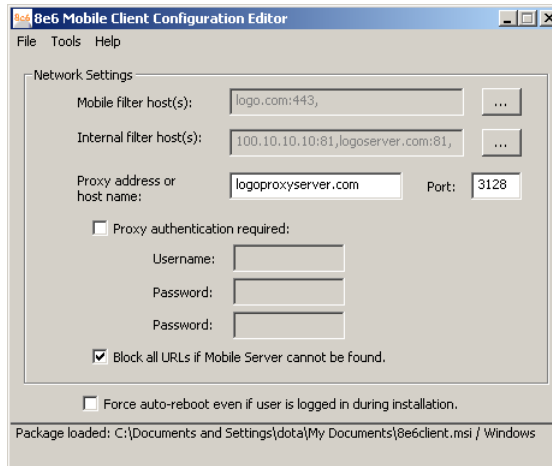 8e6 8e6 Mobile Client Configuration Editor
File Tools Help
Network Settings
Mobile filter host(s): logo.com:443, ...
Internal filter host(s): 100.10.10.10:81,logoserver.com:81, ...
Proxy address or host name: logoproxyserver.com Port: 3128
Proxy authentication required:
Username:
Password:
Password:
Block all URLs if Mobile Server cannot be found.
Force auto-reboot even if user is logged in during installation.
Package loaded: C:\Documents and Settings\dota\My Documents\8e6client.msi / Windows